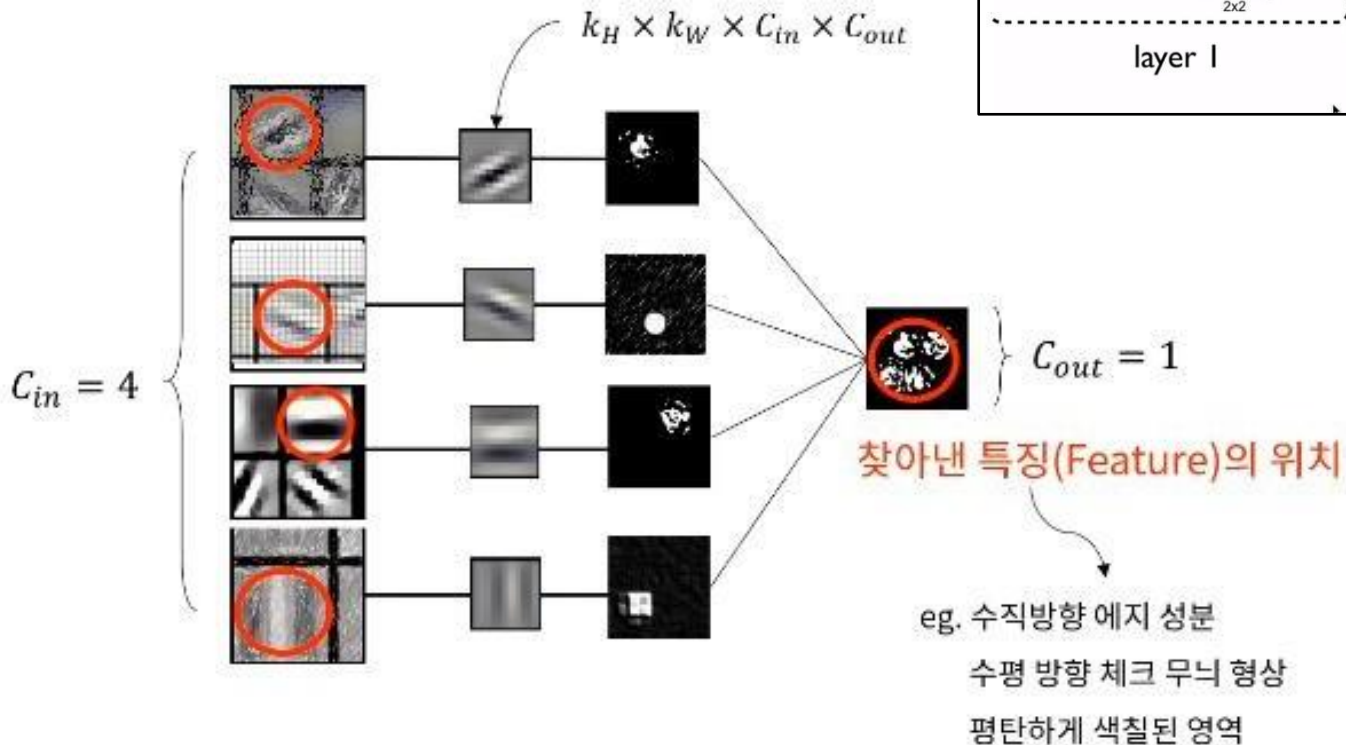 2x2
layer 1
k_H × k_W × C_in × C_out
C_in = 4
C_out = 1
찾아낸 특징(Feature)의 위치
eg. 수직방향 에지 성분
수평 방향 체크 무늬 형상
평탄하게 색칠된 영역